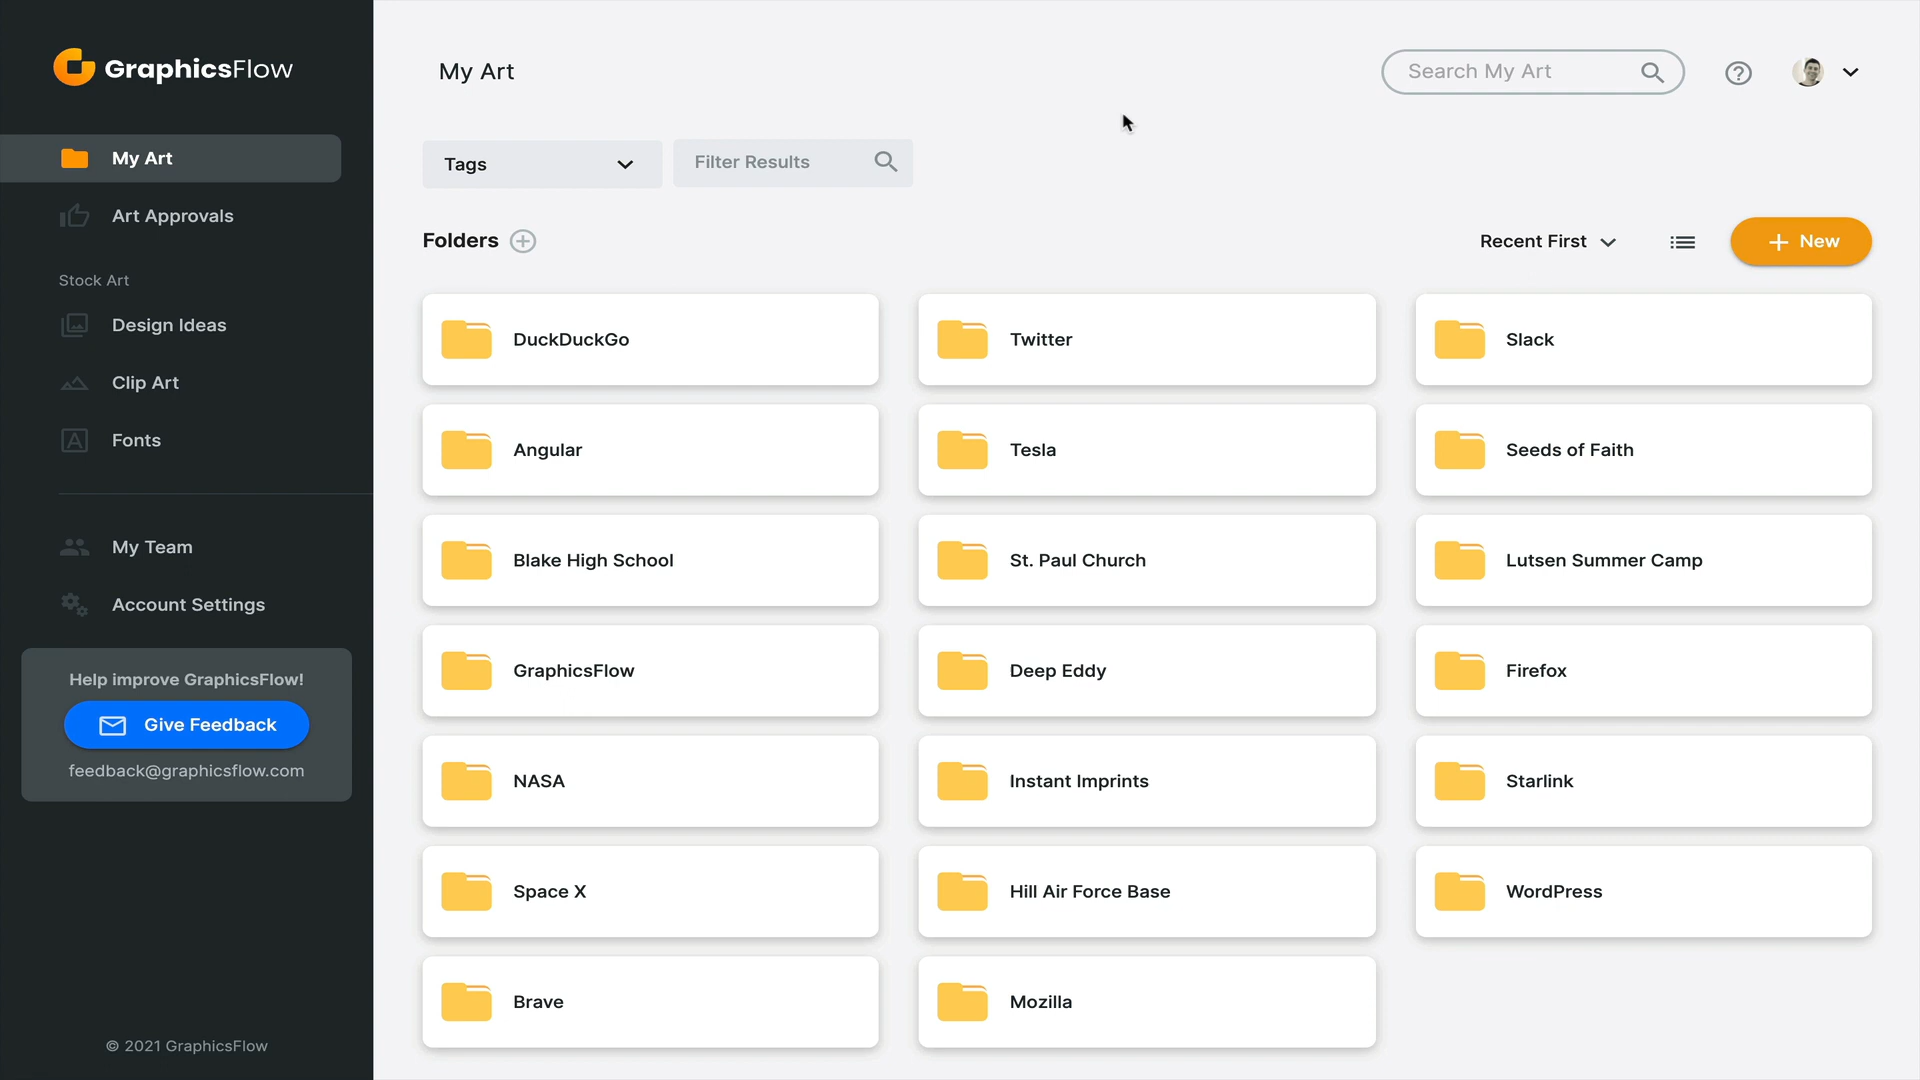 GraphicsFlow
My Art
Art Approvals
Stock Art
Design Ideas
Clip Art
Fonts
My Team
Account Settings
Help improve GraphicsFlow!
Give Feedback
feedback@graphicsflow.com
© 2021 GraphicsFlow
My Art
Search My Art
Tags
Filter Results
Folders
Recent First
New
DuckDuckGo
Twitter
Slack
Angular
Tesla
Seeds of Faith
Blake High School
St. Paul Church
Lutsen Summer Camp
GraphicsFlow
Deep Eddy
Firefox
NASA
Instant Imprints
Starlink
Space X
Hill Air Force Base
WordPress
Brave
Mozilla